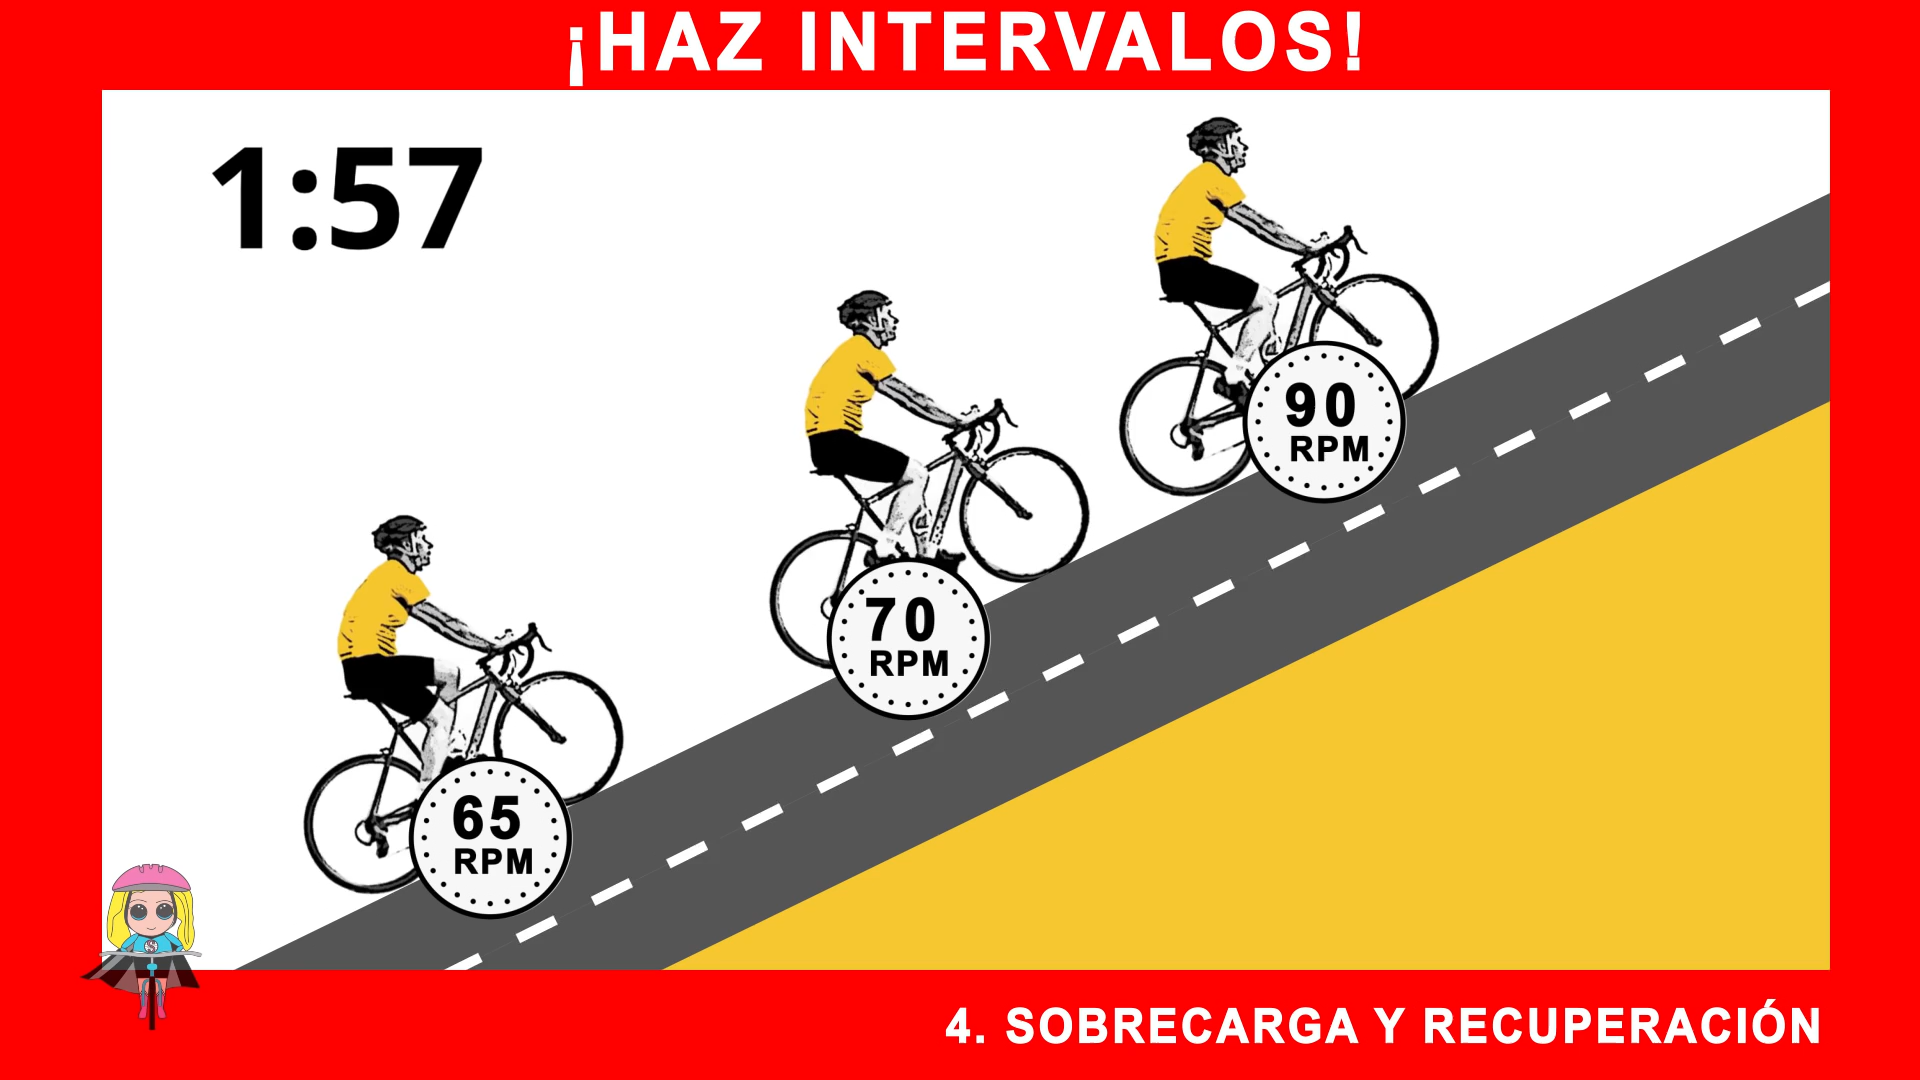 ¡HAZ INTERVALOS!
1:57
90
RPM
70
RPM
65
RPM
S
4. SOBRECARGA Y RECUPERACIÓN